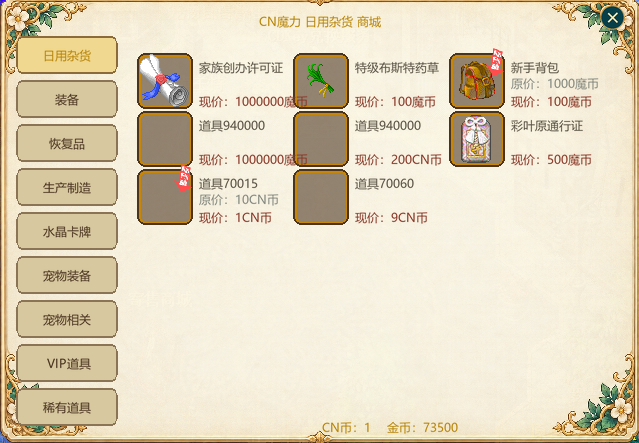 CN魔力 日用杂货 商城
日用杂货
装备
恢复品
生产制造
水晶卡牌
宠物装备
宠物相关
VIP道具
稀有道具
家族创办许可证
现价：1000000魔币
特级布斯特药草
现价：100魔币
新手背包
原价：1000魔币
现价：100魔币
道具940000
现价：1000000魔币
道具940000
现价：200CN币
彩叶原通行证
现价：500魔币
道具70015
原价：10CN币
现价：1CN币
道具70060
现价：9CN币
CN币：1 金币：73500